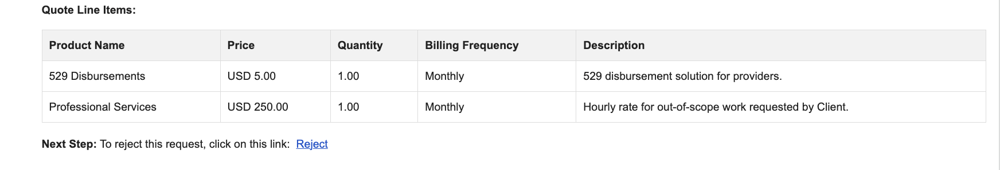 Quote Line Items:
Product Name Price Quantity Billing Frequency Description
529 Disbursements USD 5.00 1.00 Monthly 529 disbursement solution for providers.
Professional Services USD 250.00 1.00 Monthly Hourly rate for out-of-scope work requested by Client.
Next Step: To reject this request, click on this link: Reject